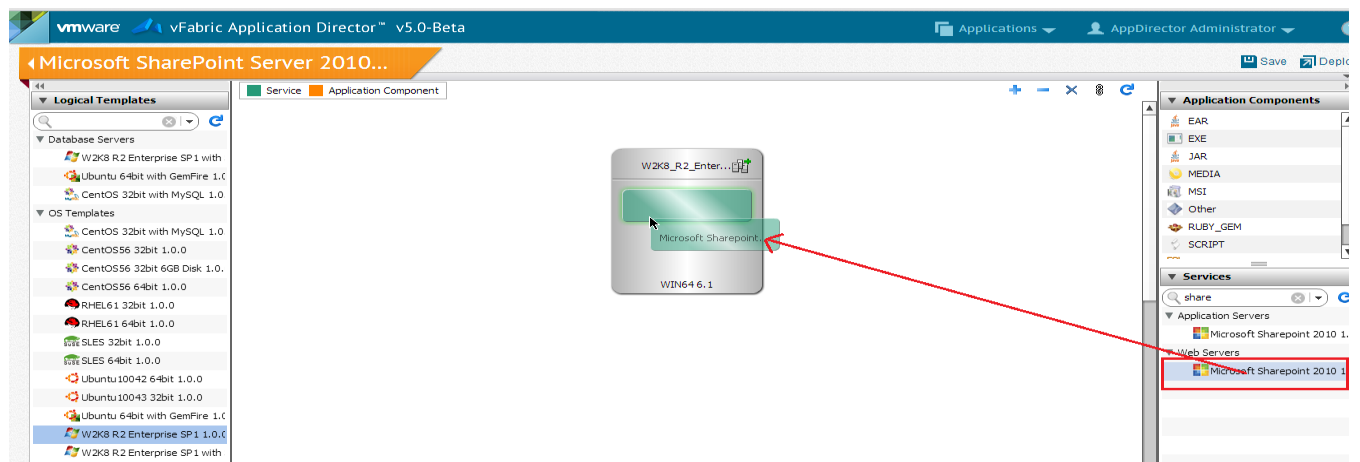 vmware vFabric Application Director™ v5.0-Beta
Applications
AppDirector Administrator
Microsoft SharePoint Server 2010...
Save
Logical Templates
Database Servers
W2K8 R2 Enterprise SP1 with
Ubuntu 64bit with GemFire 1.0
CentOS 32bit with MySQL 1.0
OS Templates
CentOS 32bit with MySQL 1.0
CentOS56 32bit 1.0.0
CentOS56 32bit 6GB Disk 1.0.
CentOS56 64bit 1.0.0
RHEL61 32bit 1.0.0
RHEL61 64bit 1.0.0
SLES 32bit 1.0.0
SLES 64bit 1.0.0
Ubuntu10042 64bit 1.0.0
Ubuntu10043 32bit 1.0.0
Ubuntu 64bit with GemFire 1.0
W2K8 R2 Enterprise SP1 1.0.0
W2K8 R2 Enterprise SP1 with
Service
Application Component
W2K8_R2_Enter...
Microsoft Sharepoint
WIN64 6.1
Application Components
EAR
EXE
JAR
MEDIA
MSI
Other
RUBY_GEM
SCRIPT
Services
share
Application Servers
Microsoft Sharepoint 2010 1.
Web Servers
Microsoft Sharepoint 2010 1